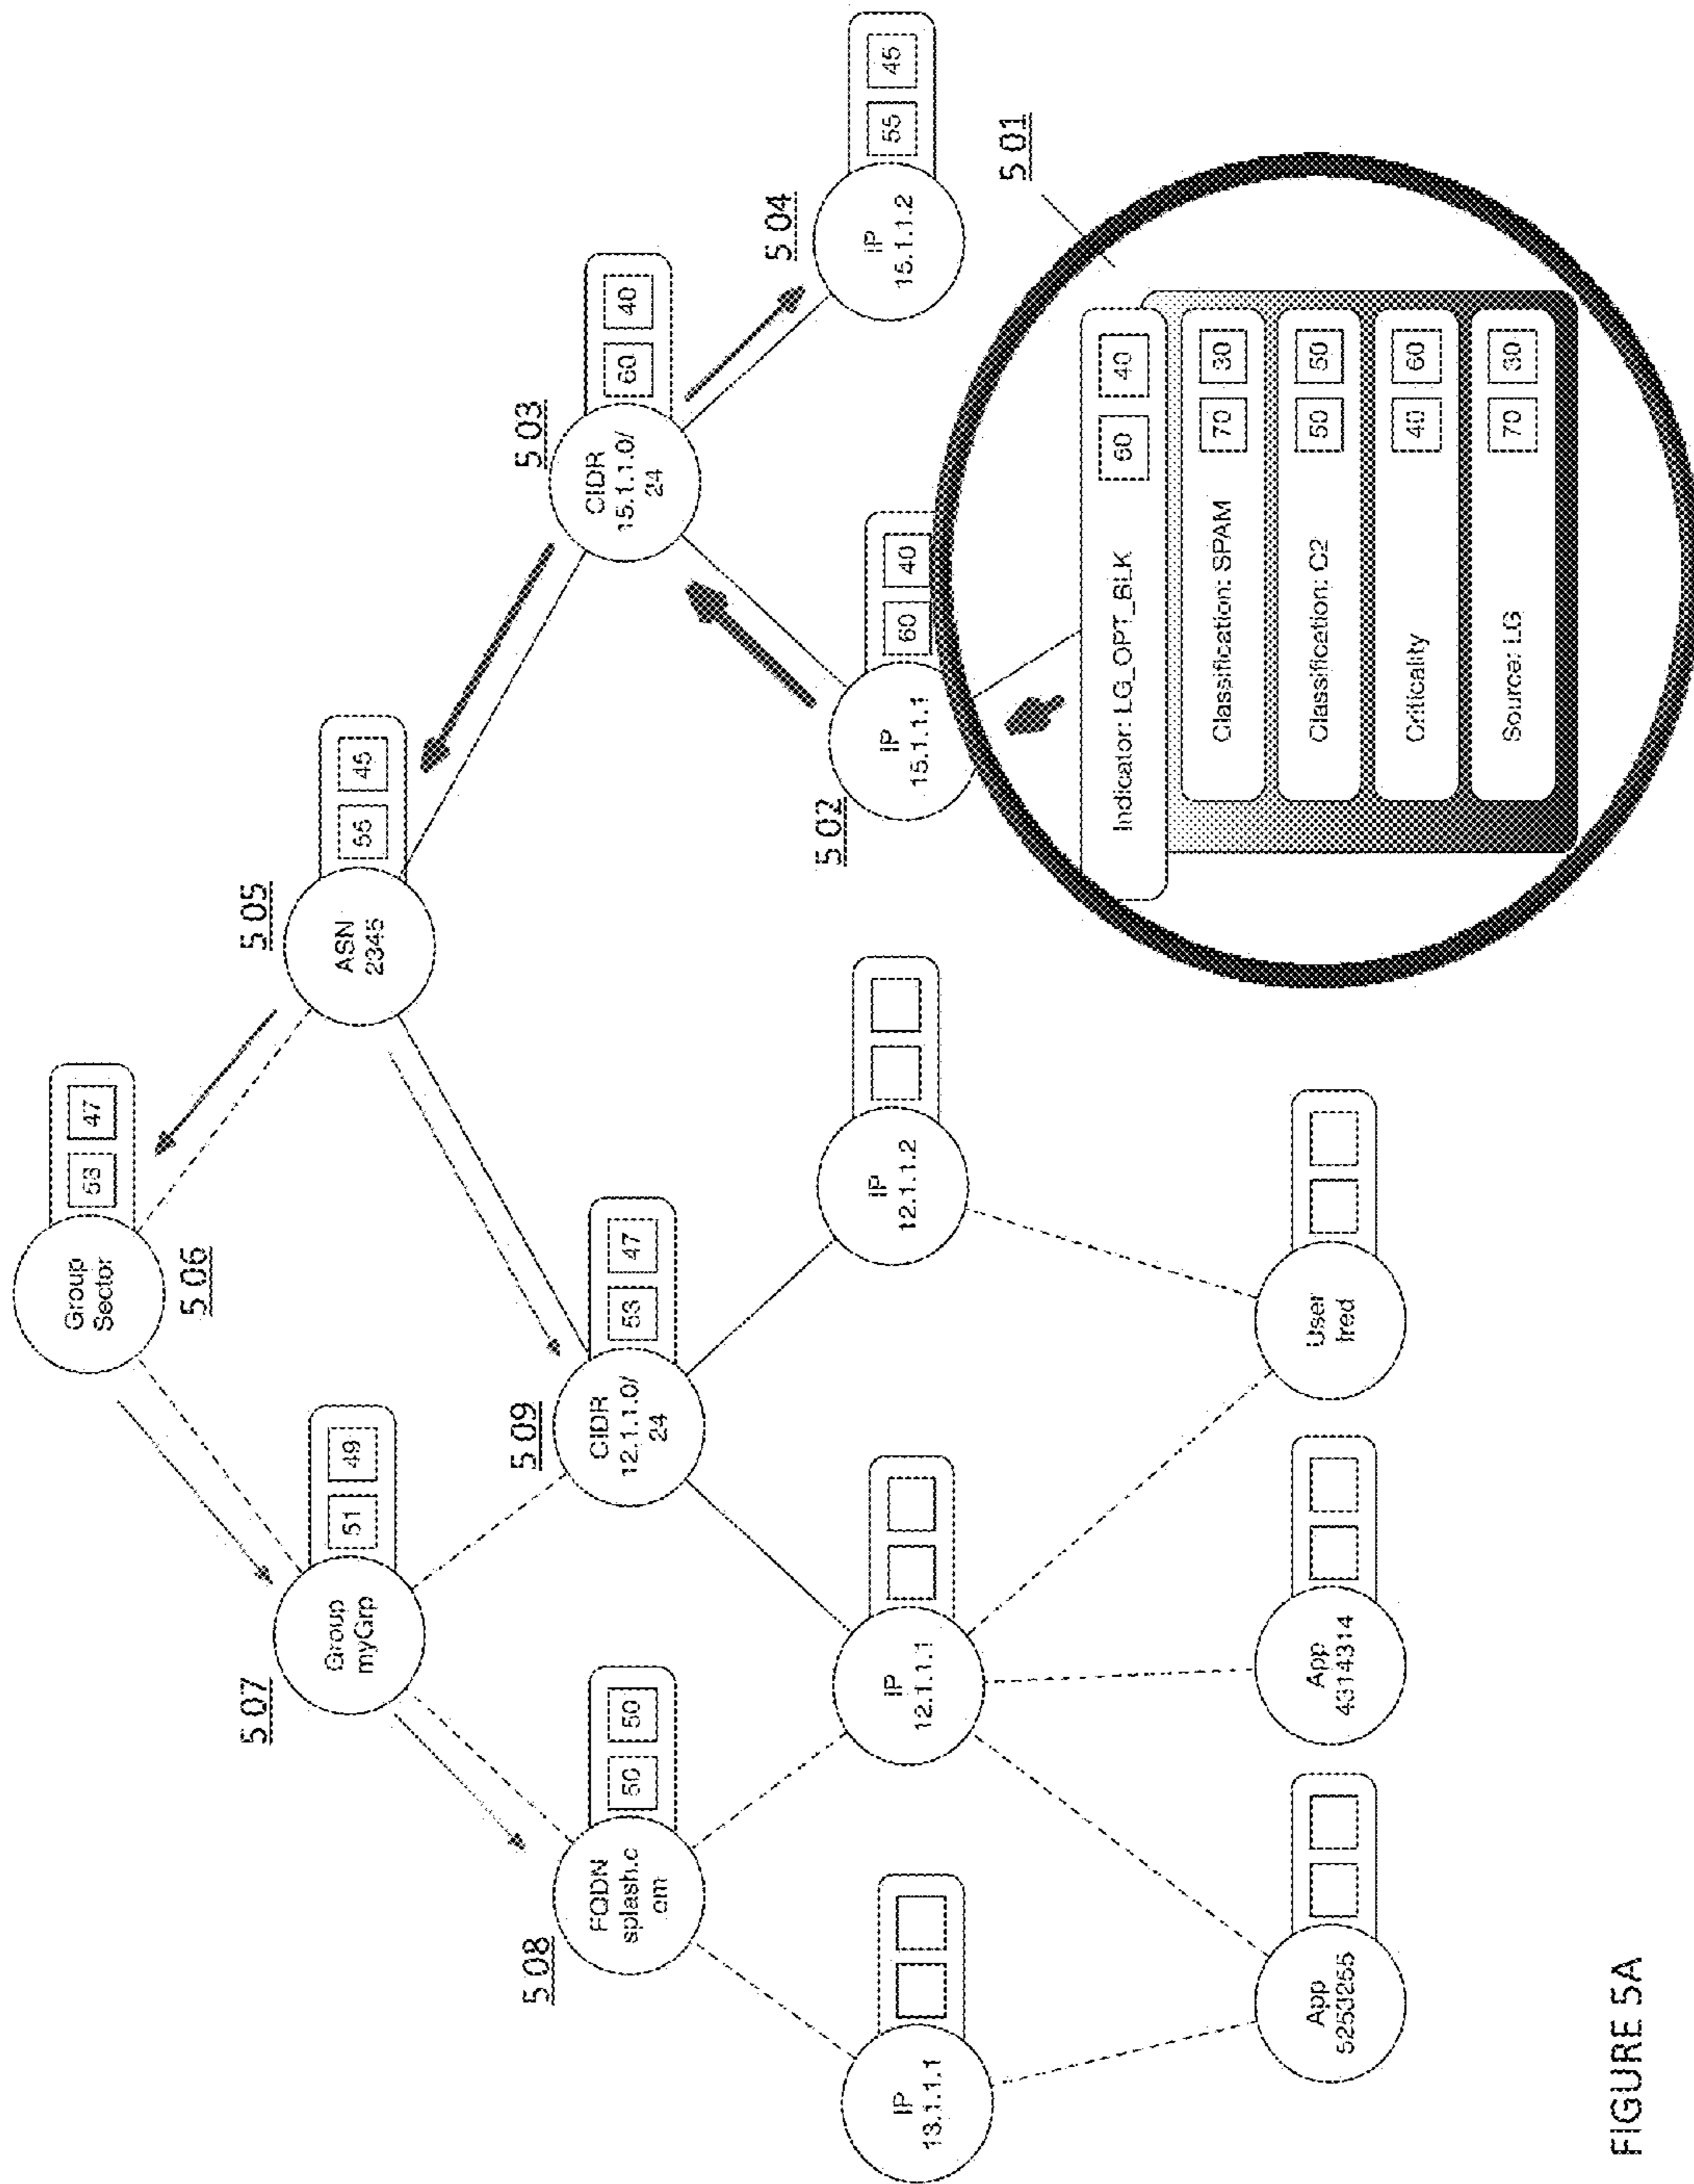 Group
Sector
53 47
5 06
Group
myGrp
51 49
5 07
ASN
2345
55 45
5 05
FQDN
splash.c
om
50 50
5 08
CIDR
12.1.1.0/
24
53 47
5 09
CIDR
15.1.1.0/
24
60 40
5 03
IP
13.1.1.1
IP
12.1.1.1
IP
12.1.1.2
IP
15.1.1.1
60 40
5 02
IP
15.1.1.2
55 45
5 04
App
5253255
App
4314314
User
fred
5 01
Indicator: LG_OPT_BLK 60 40
Classification: SPAM 70 30
Classification: C2 50 50
Criticality 40 60
Source: LG 70 30
FIGURE 5A